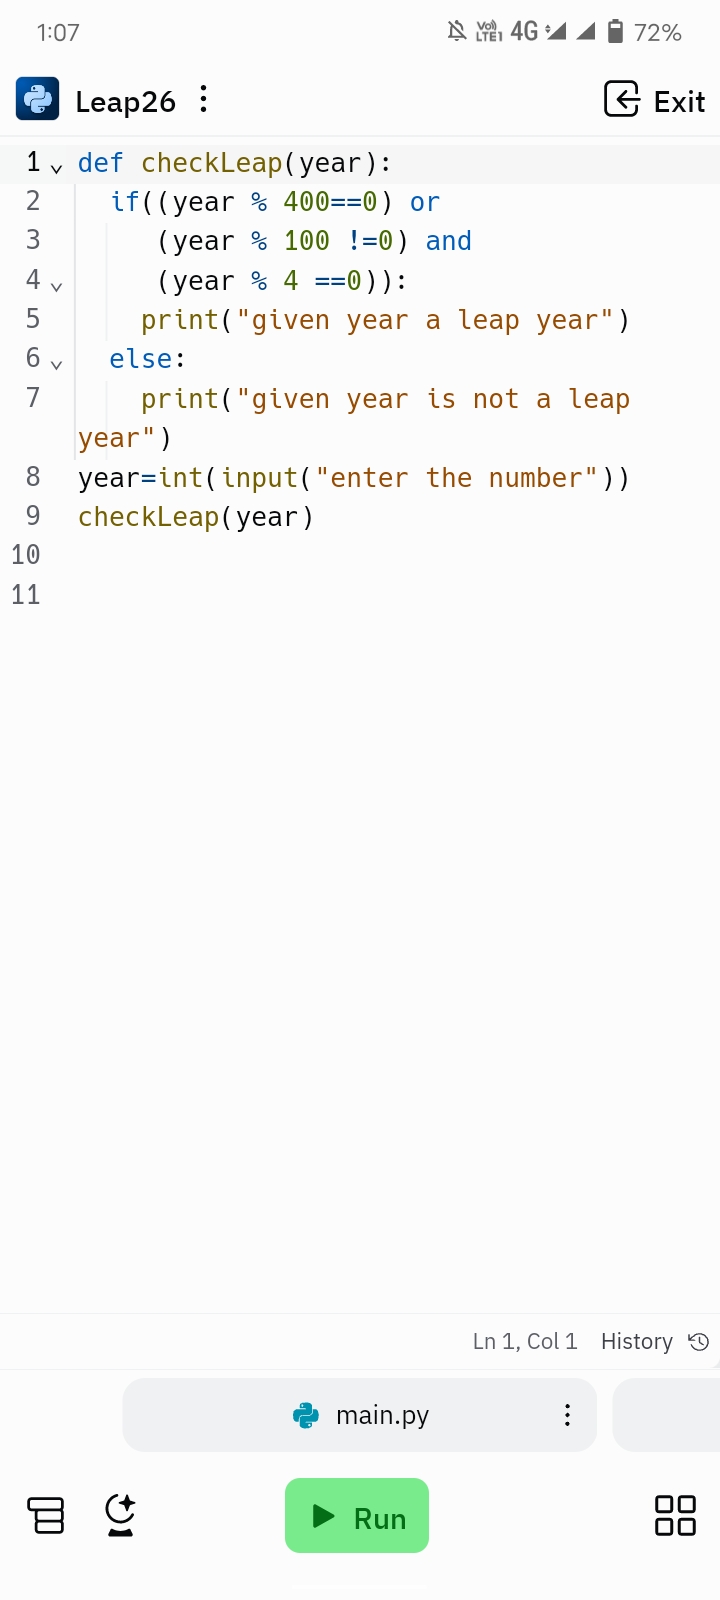 1:07 Vo) LTE1 4G 72%
Leap26 Exit
1 def checkLeap(year):
2 if((year % 400==0) or
3 (year % 100 !=0) and
4 (year % 4 ==0)):
5 print("given year a leap year")
6 else:
7 print("given year is not a leap
year")
8 year=int(input("enter the number"))
9 checkLeap(year)
10
11
Ln 1, Col 1 History
main.py
Run